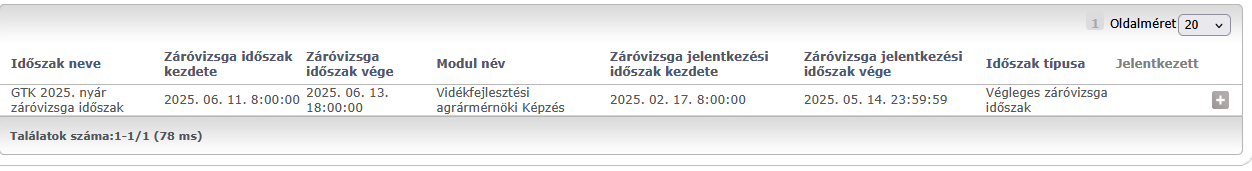 1 Oldalméret 20
Időszak neve
Záróvizsga időszak
kezdete
Záróvizsga
időszak vége
Modul név
Záróvizsga jelentkezési
időszak kezdete
Záróvizsga jelentkezési
időszak vége
Időszak típusa
Jelentkezett
GTK 2025. nyár
záróvizsga időszak
2025. 06. 11. 8:00:00
2025. 06. 13.
18:00:00
Vidékfejlesztési
agrármérnöki Képzés
2025. 02. 17. 8:00:00
2025. 05. 14. 23:59:59
Végleges záróvizsga
időszak
Találatok száma:1-1/1 (78 ms)